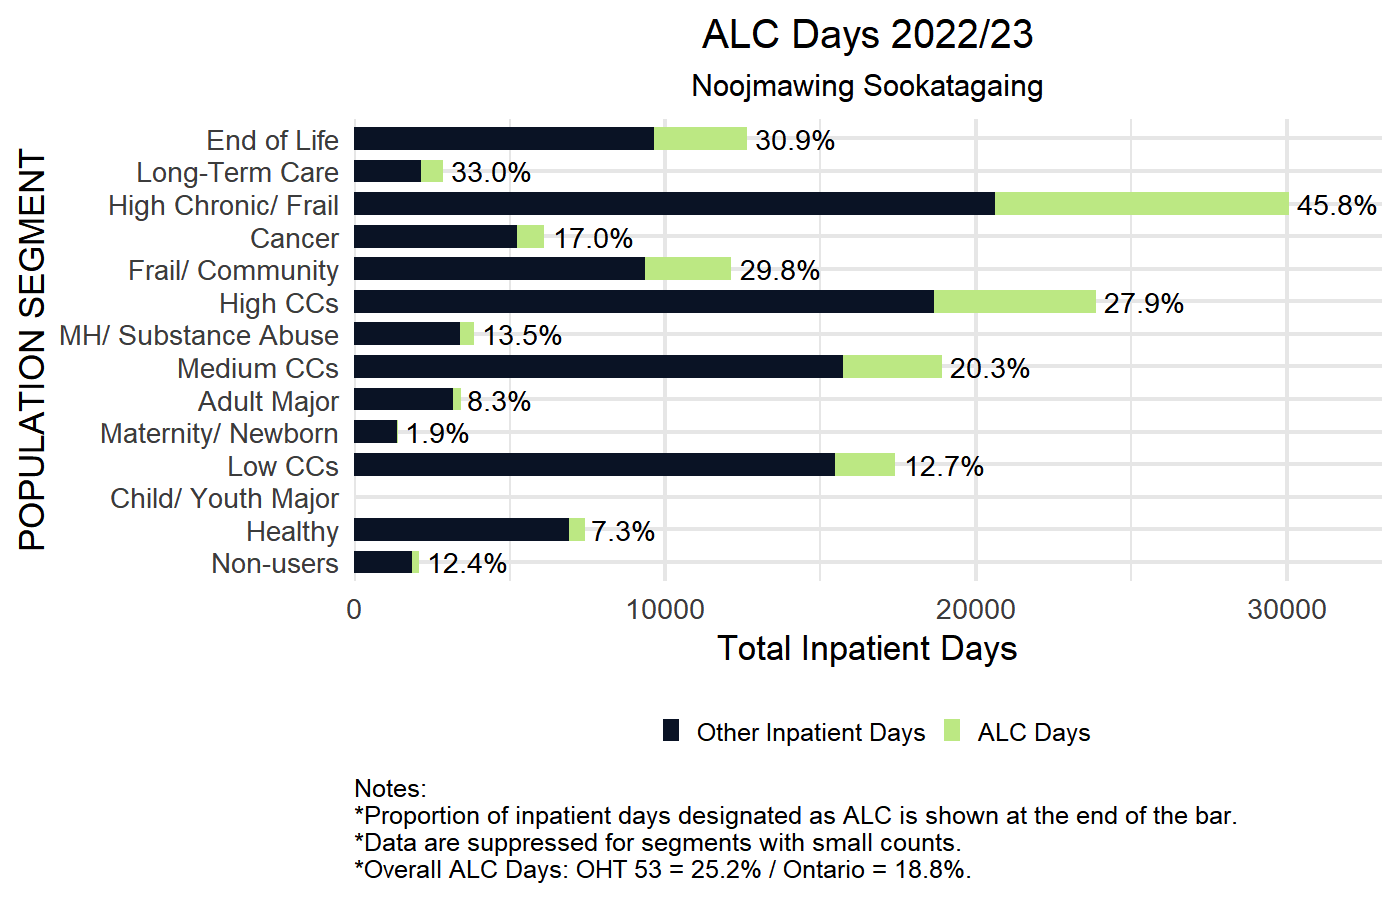 ALC Days 2022/23
Noojmawing Sookatagaing
POPULATION SEGMENT
End of Life 30.9%
Long-Term Care 33.0%
High Chronic/ Frail 45.8%
Cancer 17.0%
Frail/ Community 29.8%
High CCs 27.9%
MH/ Substance Abuse 13.5%
Medium CCs 20.3%
Adult Major 8.3%
Maternity/ Newborn 1.9%
Low CCs 12.7%
Child/ Youth Major
Healthy 7.3%
Non-users 12.4%
0 10000 20000 30000
Total Inpatient Days
Other Inpatient Days ALC Days
Notes:
*Proportion of inpatient days designated as ALC is shown at the end of the bar.
*Data are suppressed for segments with small counts.
*Overall ALC Days: OHT 53 = 25.2% / Ontario = 18.8%.